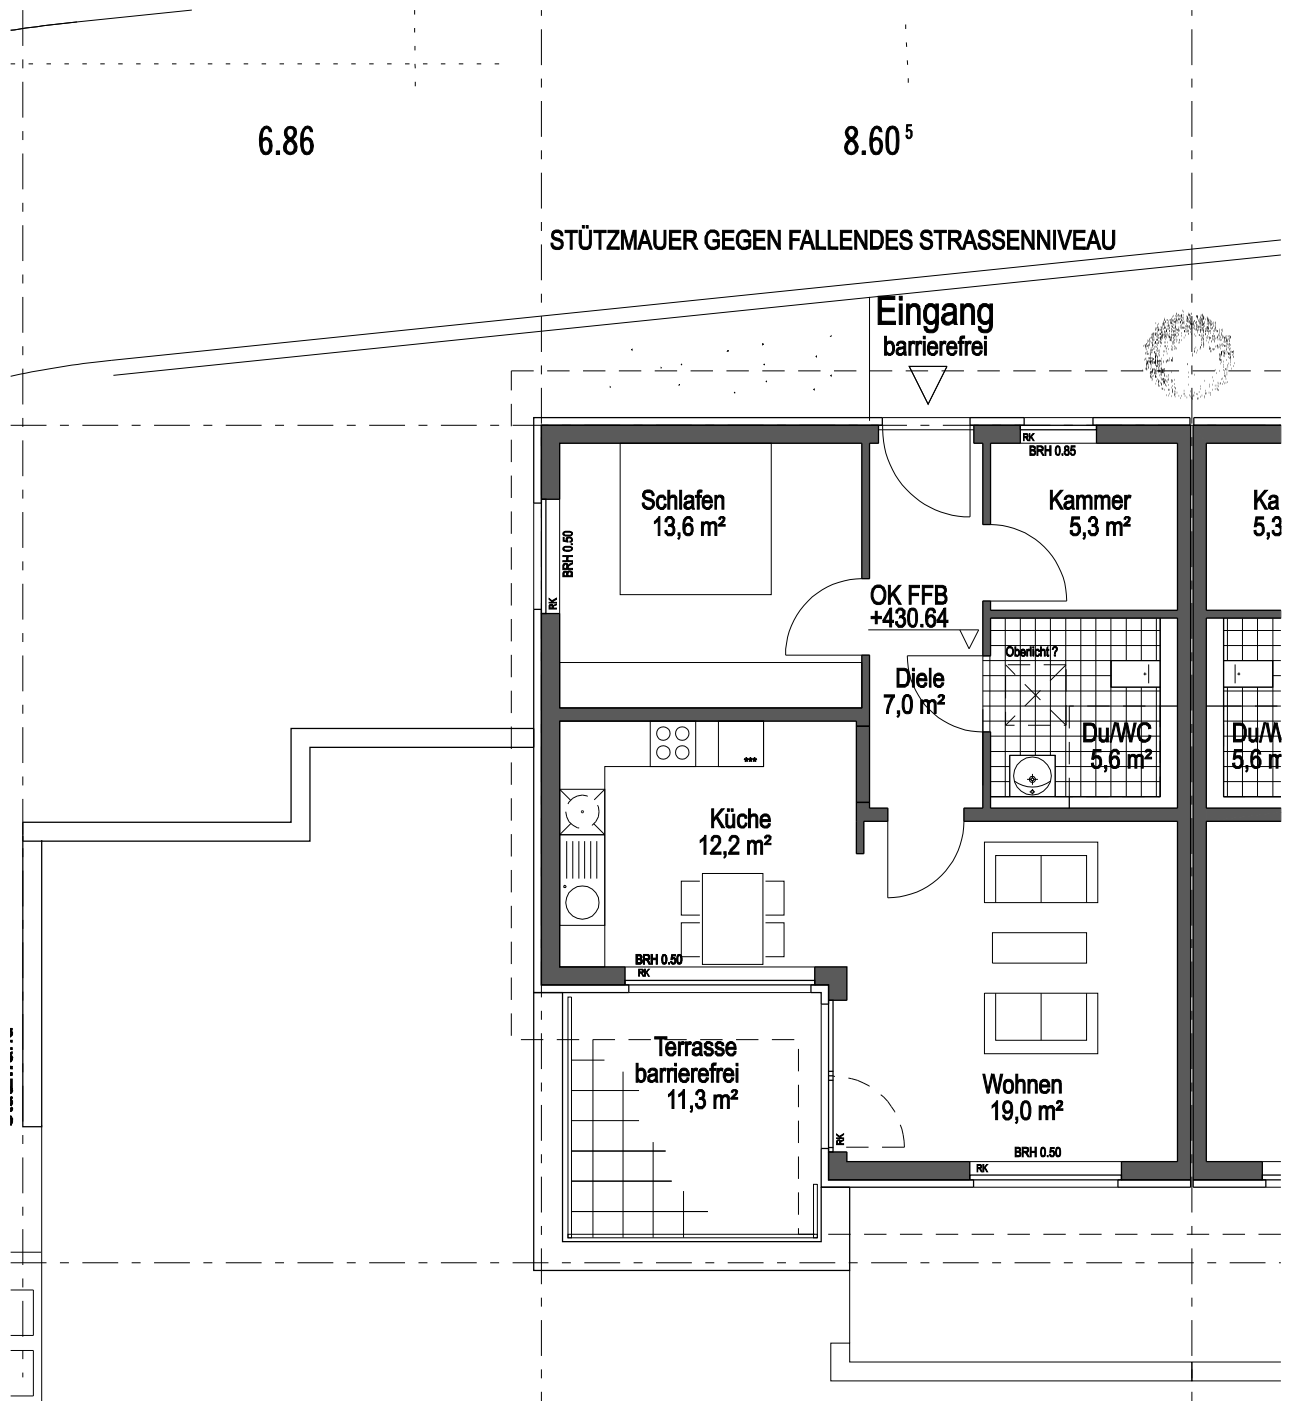 6.86
8.60⁵
STÜTZMAUER GEGEN FALLENDES STRASSENNIVEAU
Eingang
barrierefrei
RK
BRH 0.85
Schlafen
13,6 m²
Kammer
5,3 m²
Ka
5,3
BRH 0.50
RK
OK FFB
+430.64
Oberlicht ?
Diele
7,0 m²
Du/WC
5,6 m²
Du/W
5,6 m
***
Küche
12,2 m²
BRH 0.50
RK
Terrasse
barrierefrei
11,3 m²
Wohnen
19,0 m²
RK
BRH 0.50
RK